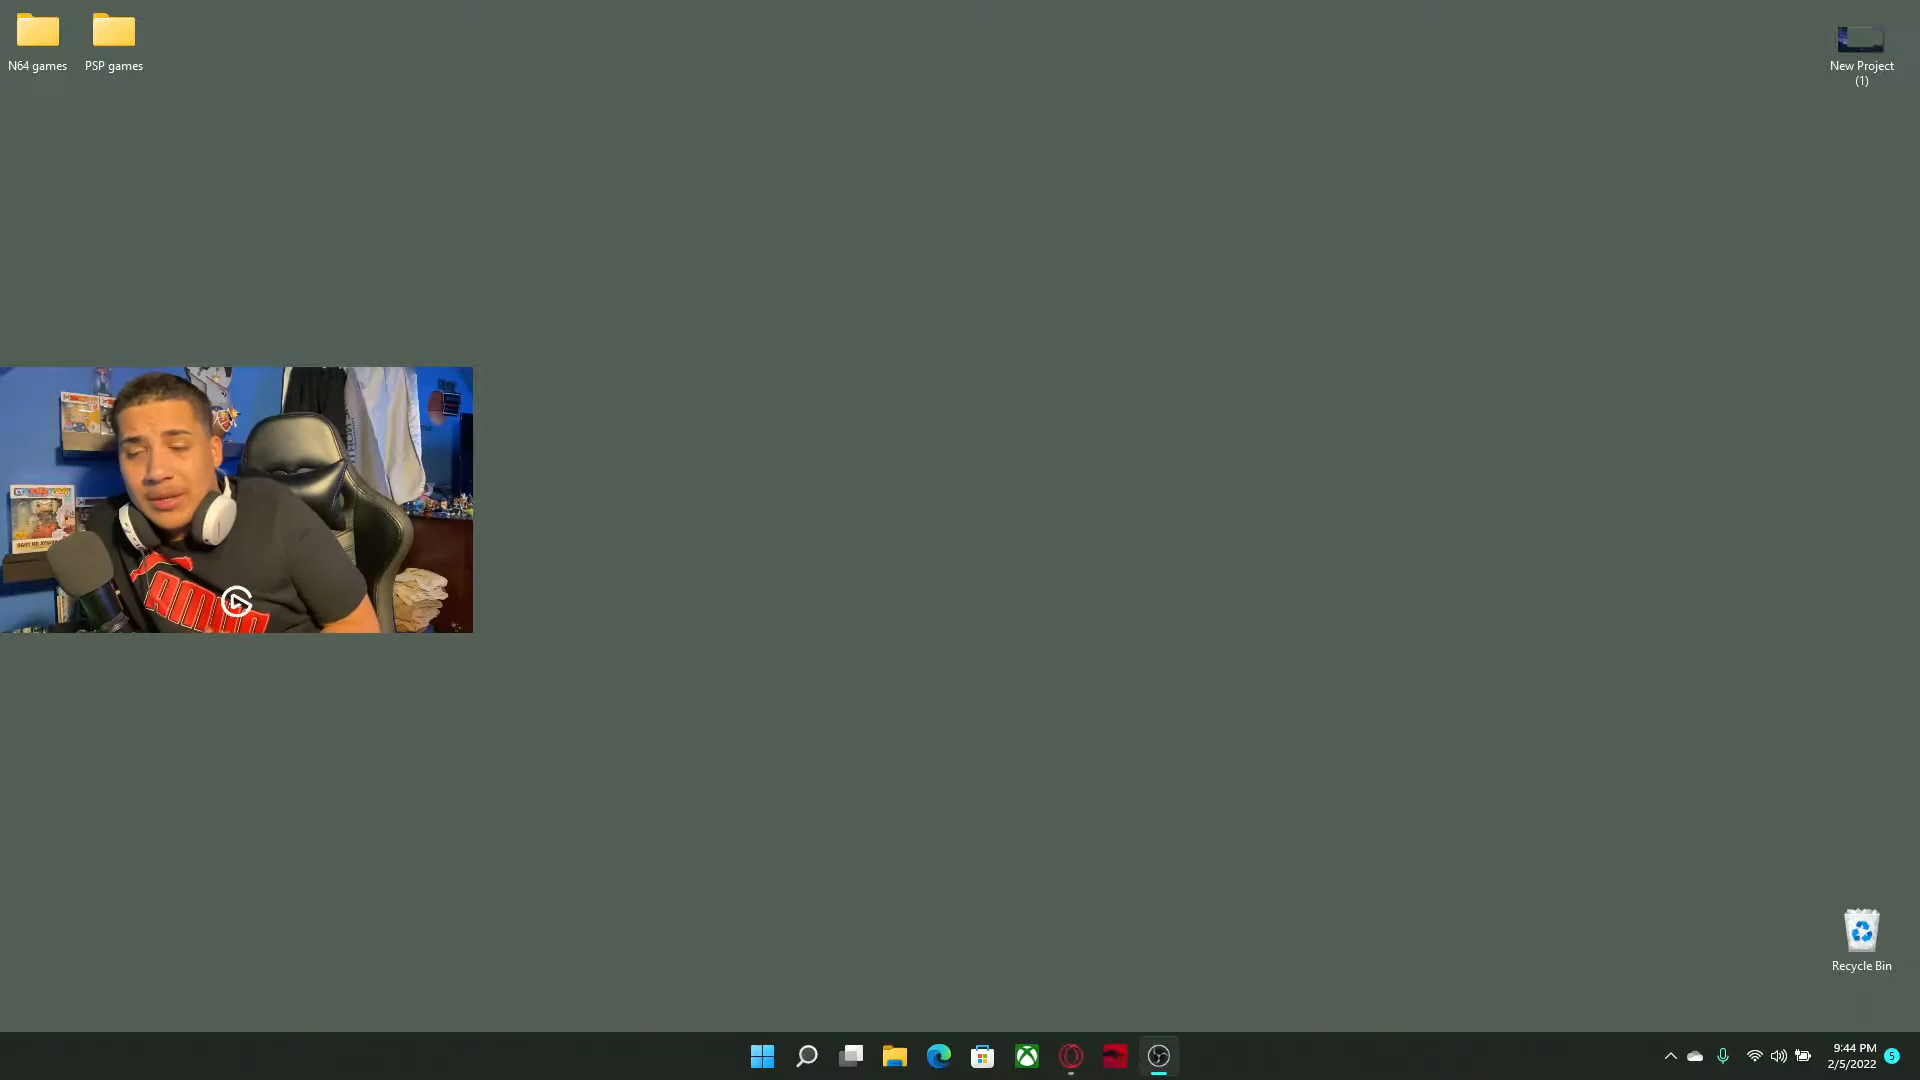 N64 games
PSP games
New Project
(1)
Recycle Bin
9:44 PM
2/5/2022
5